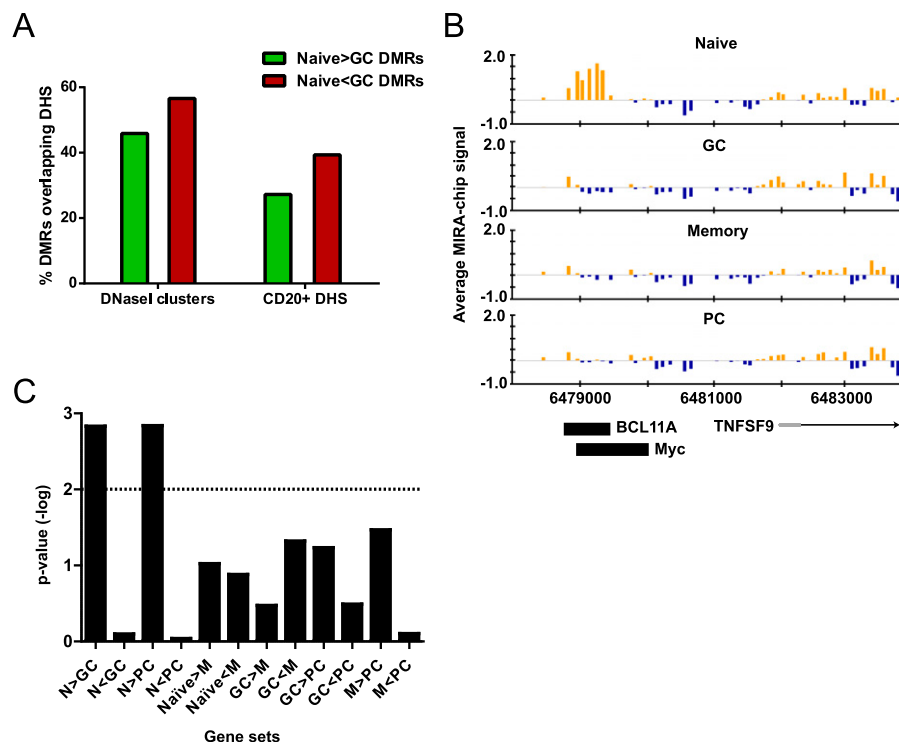 A
Naive>GC DMRs
Naive<GC DMRs
% DMRs overlapping DHS
60
40
20
0
DNaseI clusters
CD20+ DHS
B
Average MIRA-chip signal
Naive
2.0
-1.0
GC
2.0
-1.0
Memory
2.0
-1.0
PC
2.0
-1.0
6479000
6481000
6483000
BCL11A
TNFSF9
Myc
C
p-value (-log)
3
2
1
0
N>GC
N<GC
N>PC
N<PC
Naïve>M
Naïve<M
GC>M
GC<M
GC>PC
GC<PC
M>PC
M<PC
Gene sets